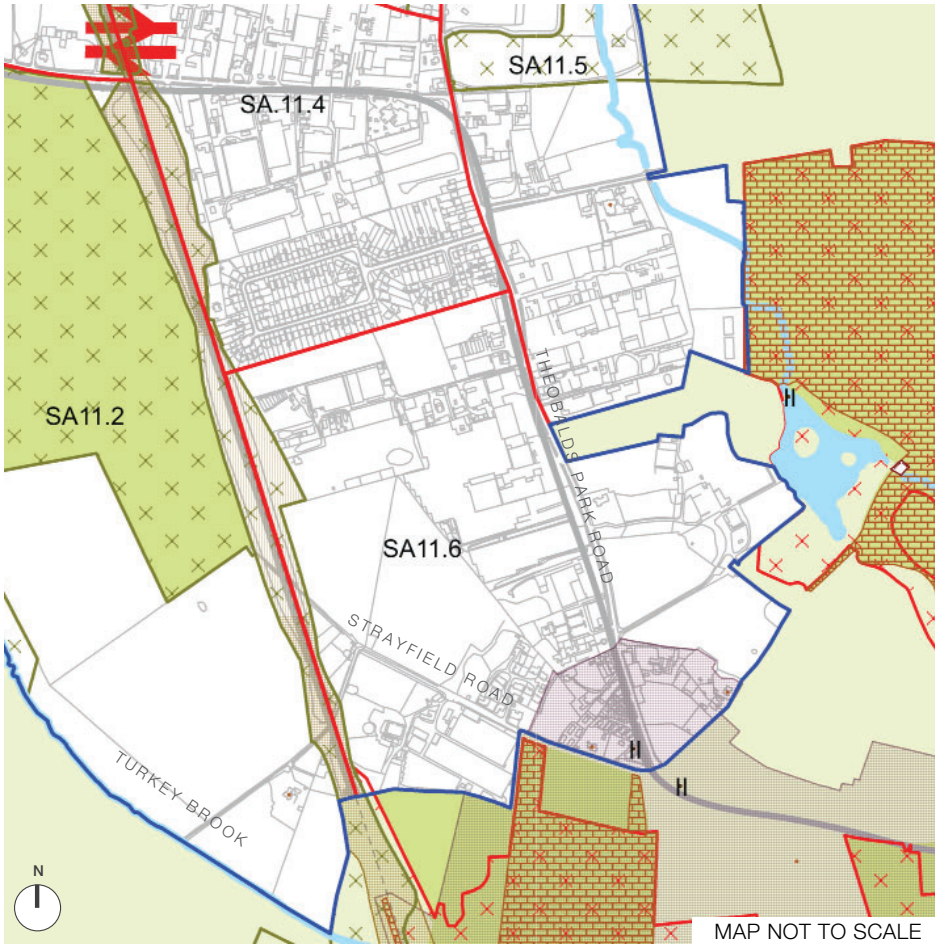 SA11.5
SA.11.4
SA11.2
THEOBALDS PARK ROAD
SA11.6
STRAYFIELD ROAD
TURKEY BROOK
H
H
H
N
MAP NOT TO SCALE